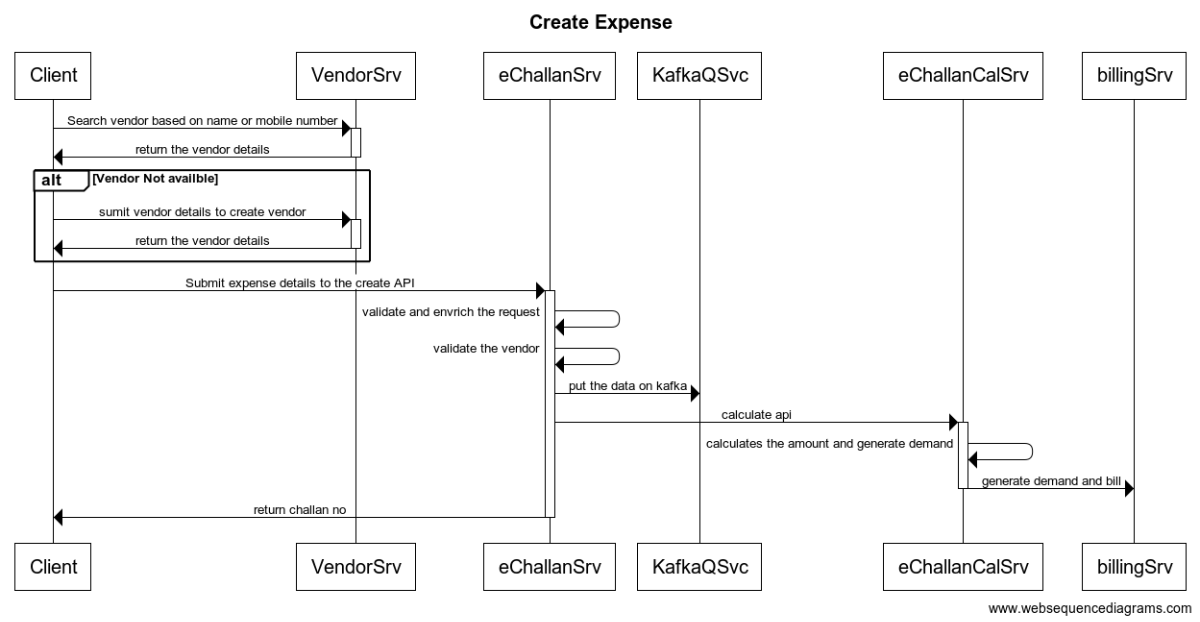 Create Expense
Client
VendorSrv
eChallanSrv
KafkaQSvc
eChallanCalSrv
billingSrv
Search vendor based on name or mobile number
return the vendor details
alt
[Vendor Not availble]
sumit vendor details to create vendor
return the vendor details
Submit expense details to the create API
validate and envrich the request
validate the vendor
put the data on kafka
calculate api
calculates the amount and generate demand
generate demand and bill
return challan no
Client
VendorSrv
eChallanSrv
KafkaQSvc
eChallanCalSrv
billingSrv
www.websequencediagrams.com